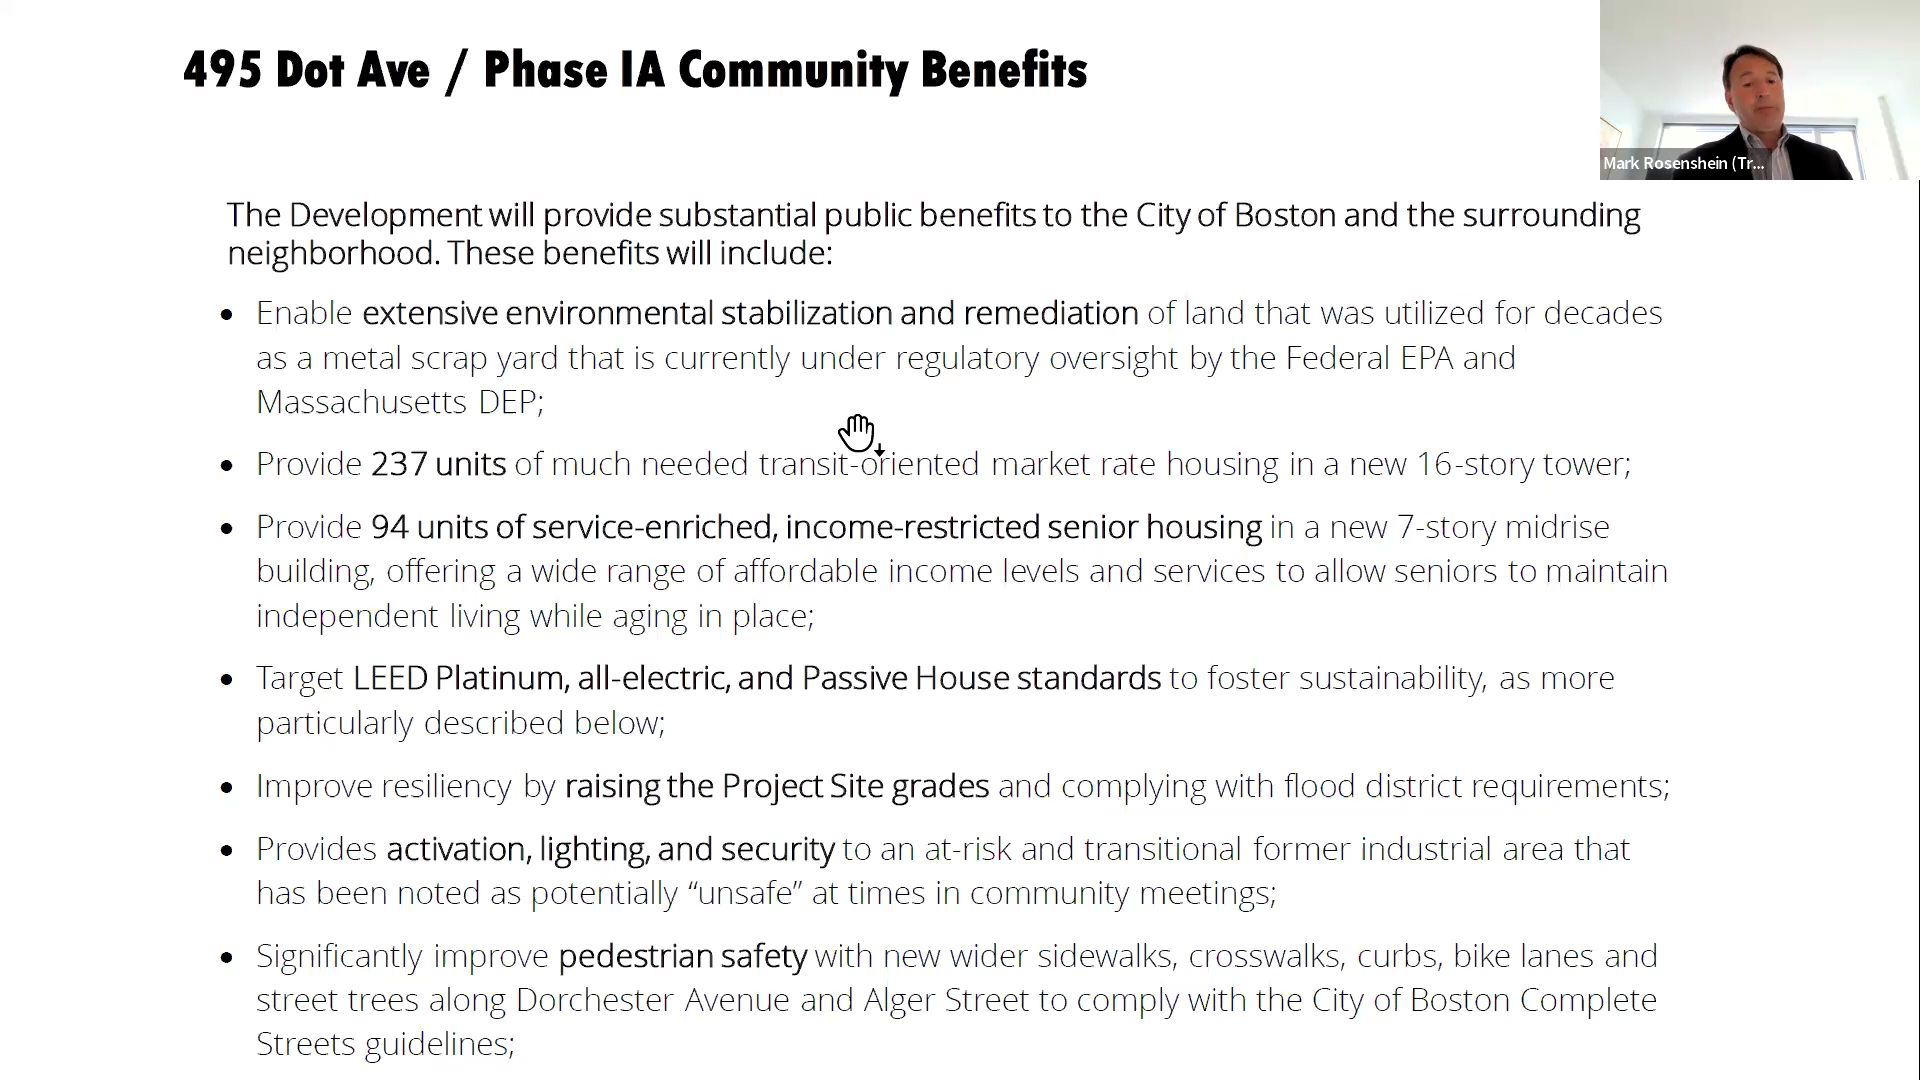 495 Dot Ave / Phase IA Community Benefits
Mark Rosenshein (Tr...
The Development will provide substantial public benefits to the City of Boston and the surrounding
neighborhood. These benefits will include:
• Enable extensive environmental stabilization and remediation of land that was utilized for decades
as a metal scrap yard that is currently under regulatory oversight by the Federal EPA and
Massachusetts DEP;
• Provide 237 units of much needed transit-oriented market rate housing in a new 16-story tower;
• Provide 94 units of service-enriched, income-restricted senior housing in a new 7-story midrise
building, offering a wide range of affordable income levels and services to allow seniors to maintain
independent living while aging in place;
• Target LEED Platinum, all-electric, and Passive House standards to foster sustainability, as more
particularly described below;
• Improve resiliency by raising the Project Site grades and complying with flood district requirements;
• Provides activation, lighting, and security to an at-risk and transitional former industrial area that
has been noted as potentially “unsafe” at times in community meetings;
• Significantly improve pedestrian safety with new wider sidewalks, crosswalks, curbs, bike lanes and
street trees along Dorchester Avenue and Alger Street to comply with the City of Boston Complete
Streets guidelines;